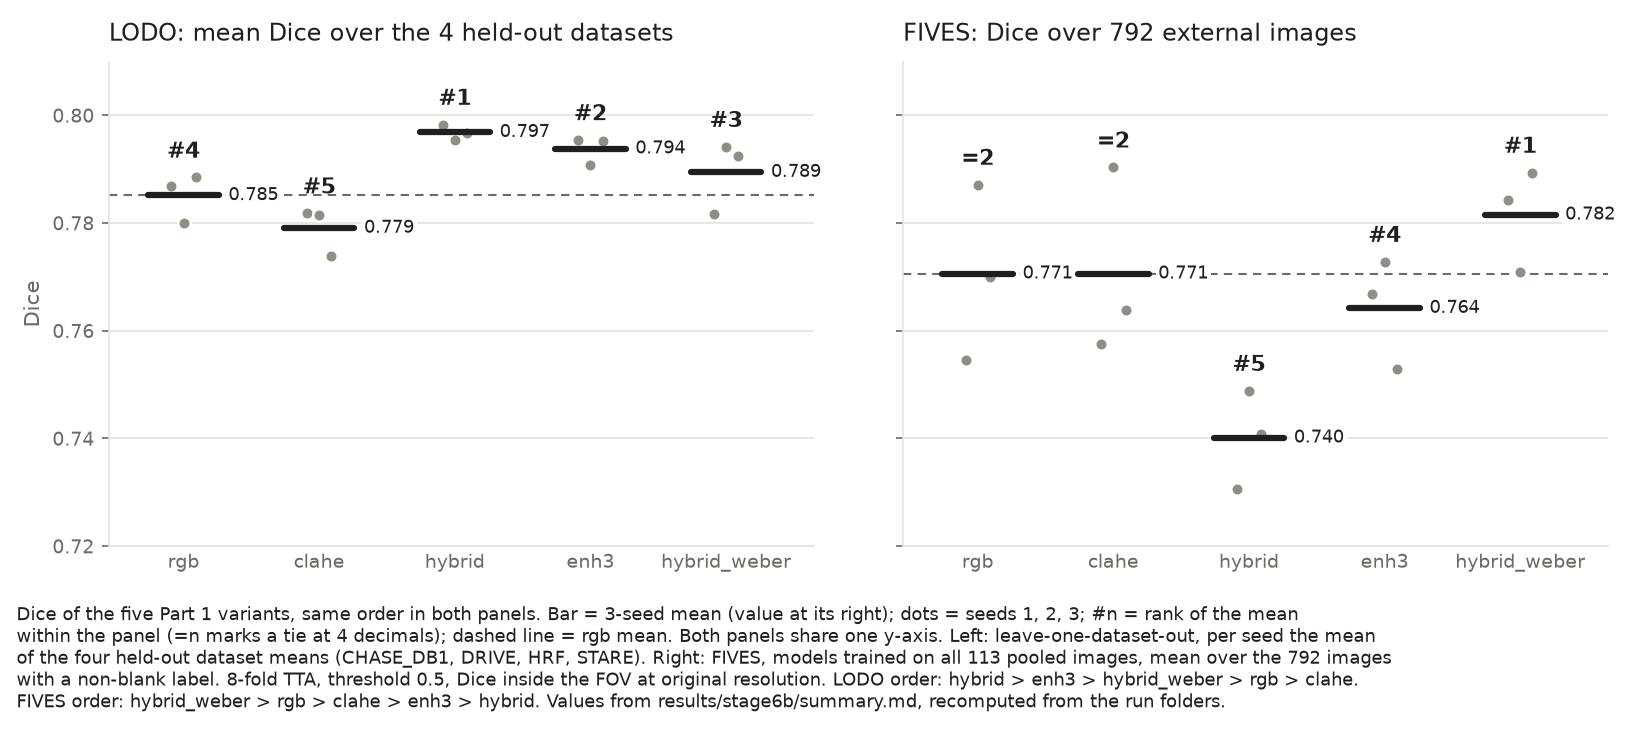 LODO: mean Dice over the 4 held-out datasets
Dice
0.80
0.78
0.76
0.74
0.72
#4
0.785
#5
0.779
#1
0.797
#2
0.794
#3
0.789
rgb
clahe
hybrid
enh3
hybrid_weber
FIVES: Dice over 792 external images
=2
0.771
=2
0.771
#5
0.740
#4
0.764
#1
0.782
rgb
clahe
hybrid
enh3
hybrid_weber
Dice of the five Part 1 variants, same order in both panels. Bar = 3-seed mean (value at its right); dots = seeds 1, 2, 3; #n = rank of the mean
within the panel (=n marks a tie at 4 decimals); dashed line = rgb mean. Both panels share one y-axis. Left: leave-one-dataset-out, per seed the mean
of the four held-out dataset means (CHASE_DB1, DRIVE, HRF, STARE). Right: FIVES, models trained on all 113 pooled images, mean over the 792 images
with a non-blank label. 8-fold TTA, threshold 0.5, Dice inside the FOV at original resolution. LODO order: hybrid > enh3 > hybrid_weber > rgb > clahe.
FIVES order: hybrid_weber > rgb > clahe > enh3 > hybrid. Values from results/stage6b/summary.md, recomputed from the run folders.